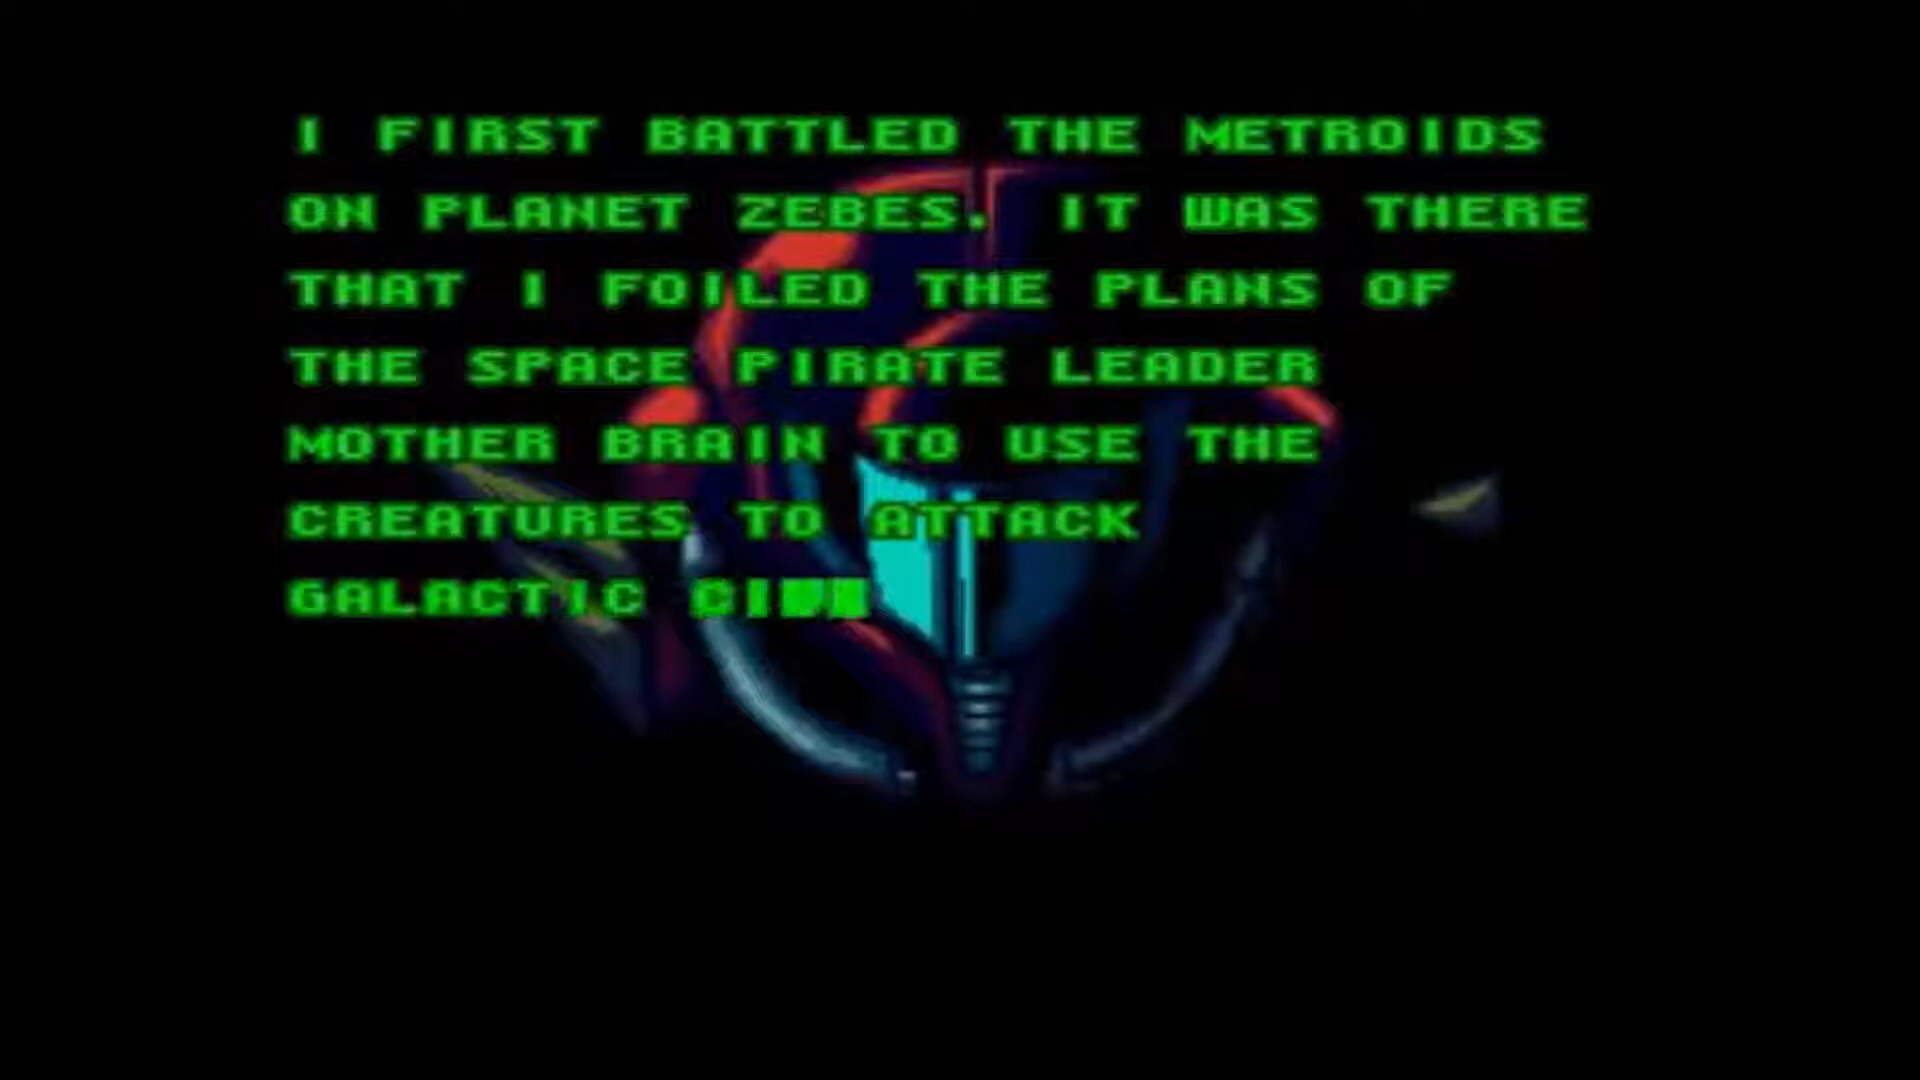 I FIRST BATTLED THE METROIDS
ON PLANET ZEBES. IT WAS THERE
THAT I FOILED THE PLANS OF
THE SPACE PIRATE LEADER
MOTHER BRAIN TO USE THE
CREATURES TO ATTACK
GALACTIC